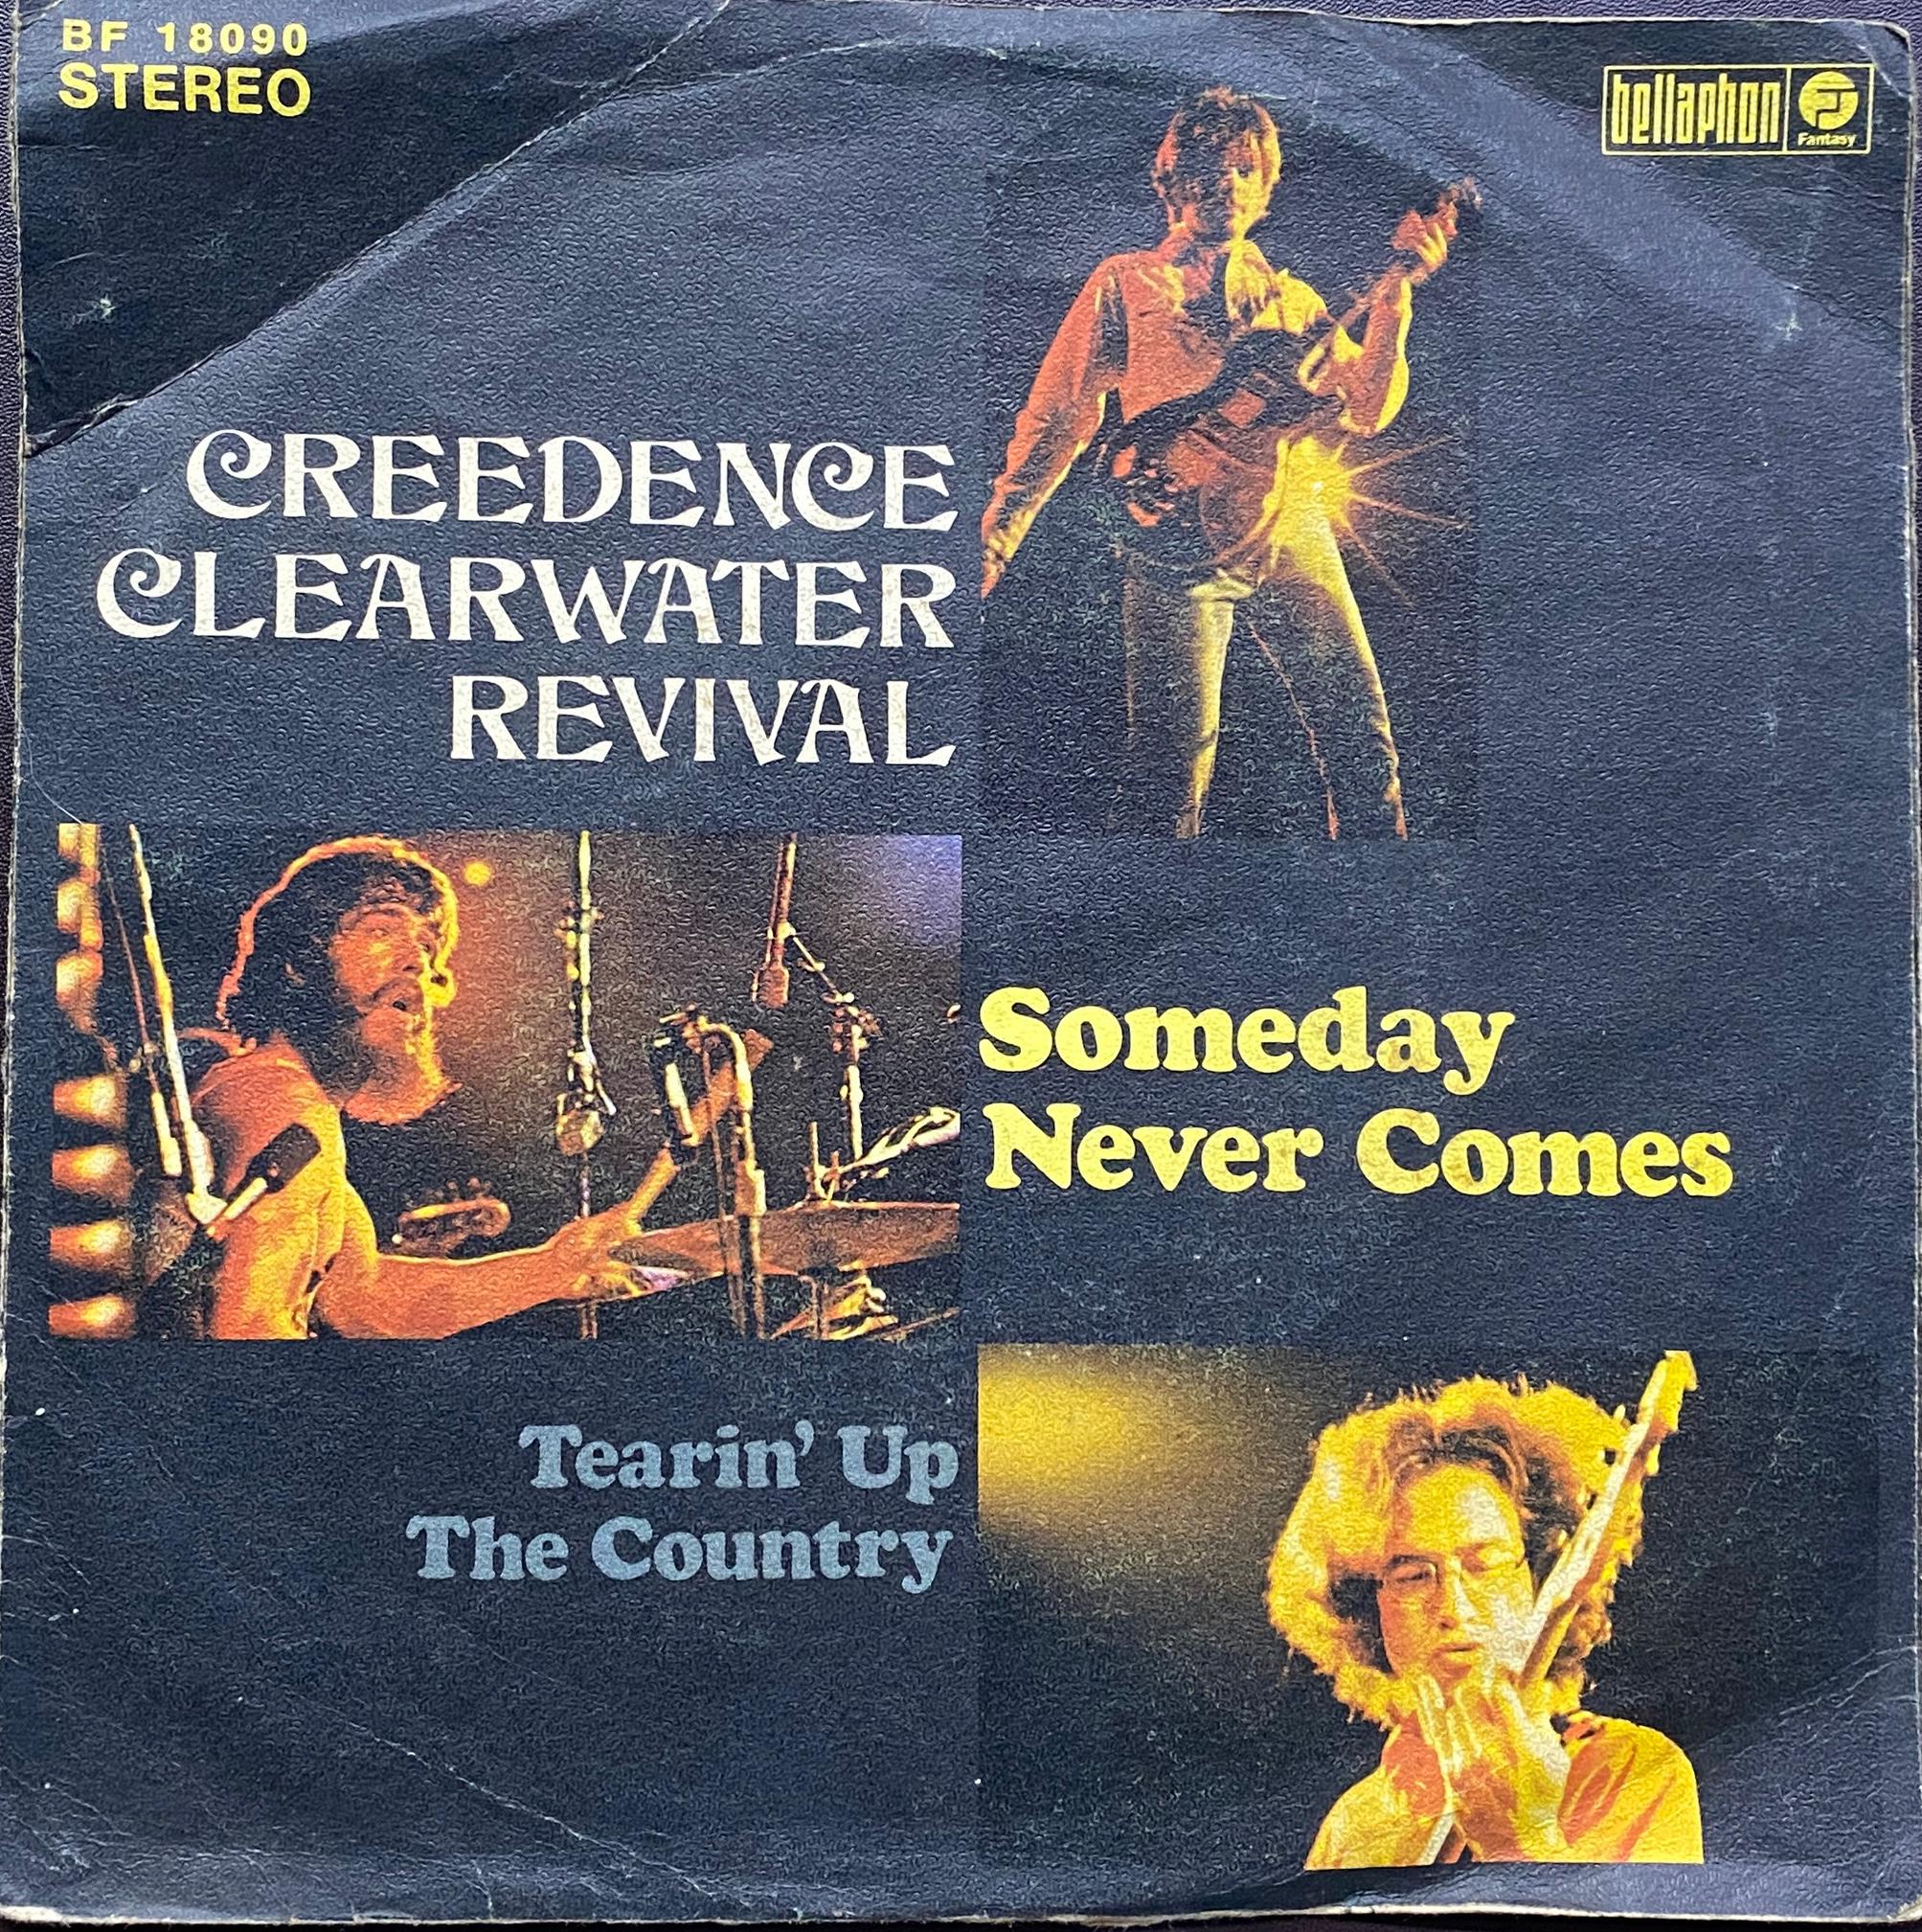 BF 18090
STEREO
bellaphon
Fantasy
CREEDENCE
CLEARWATER
REVIVAL
Someday
Never Comes
Tearin' Up
The Country